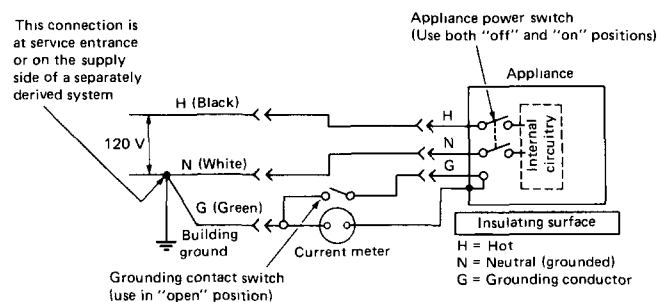 This connection is
at service entrance
or on the supply
side of a separately
derived system
Appliance power switch
(Use both "off" and "on" positions)
Appliance
H (Black)
H
120 V
N (White)
N
G
Internal
circuitry
G (Green)
Building
ground
Current meter
Insulating surface
Grounding contact switch
(use in "open" position)
H = Hot
N = Neutral (grounded)
G = Grounding conductor